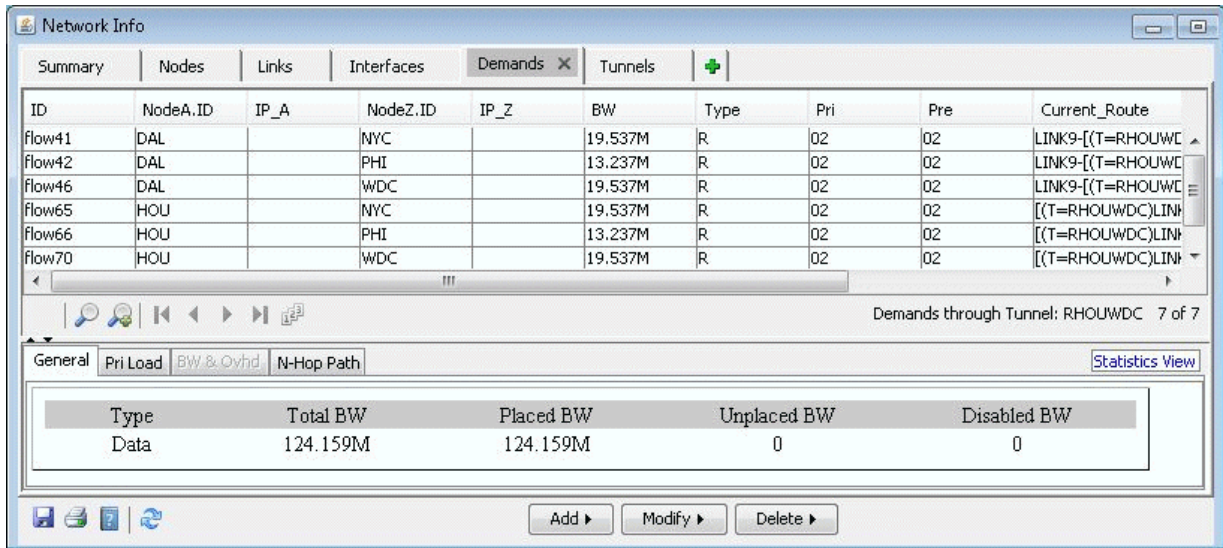 Network Info
Summary Nodes Links Interfaces Demands Tunnels
ID NodeA.ID IP_A NodeZ.ID IP_Z BW Type Pri Pre Current_Route
flow41 DAL NYC 19.537M R 02 02 LINK9-[(T=RHOUWD
flow42 DAL PHI 13.237M R 02 02 LINK9-[(T=RHOUWD
flow46 DAL WDC 19.537M R 02 02 LINK9-[(T=RHOUWD
flow65 HOU NYC 19.537M R 02 02 [(T=RHOUWDC)LIN
flow66 HOU PHI 13.237M R 02 02 [(T=RHOUWDC)LIN
flow70 HOU WDC 19.537M R 02 02 [(T=RHOUWDC)LIN
Demands through Tunnel: RHOUWDC 7 of 7
General Pri Load BW & Ovhd N-Hop Path Statistics View
Type Total BW Placed BW Unplaced BW Disabled BW
Data 124.159M 124.159M 0 0
Add Modify Delete